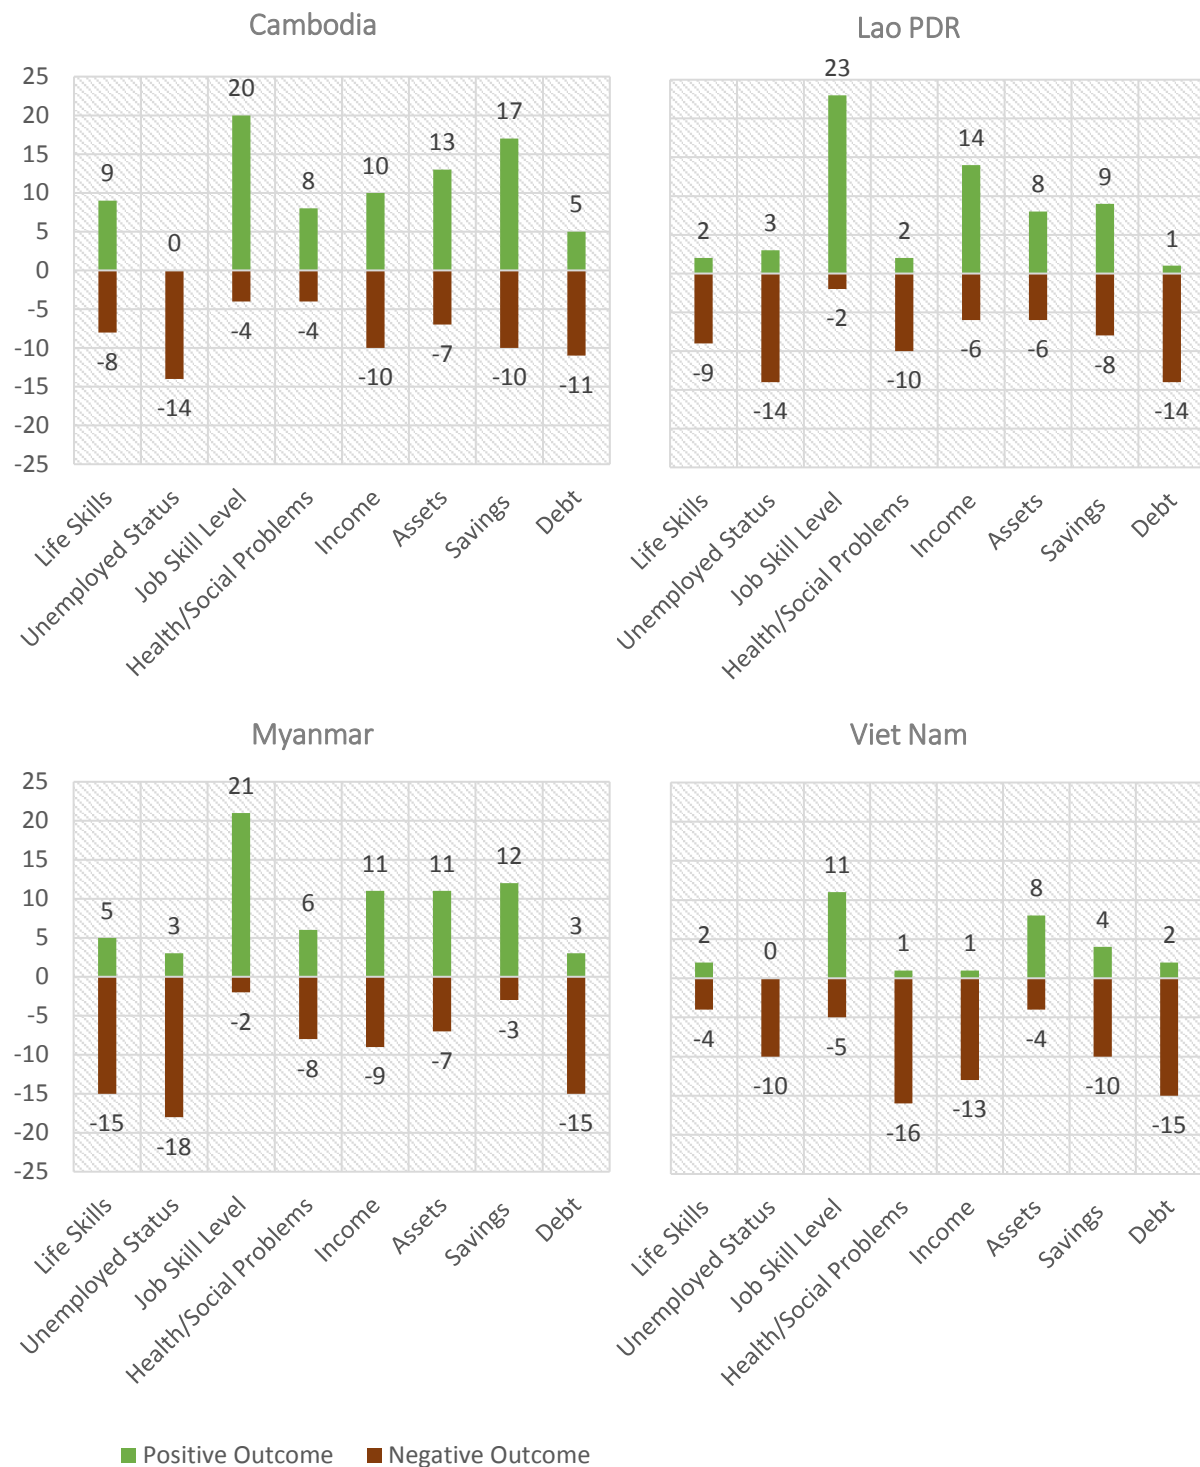 Cambodia
Lao PDR
25
20
15
10
5
0
-5
-10
-15
-20
-25
9
0
20
8
10
13
17
5
-8
-14
-4
-4
-10
-7
-10
-11
2
3
23
2
14
8
9
1
-9
-14
-2
-10
-6
-6
-8
-14
Life Skills
Unemployed Status
Job Skill Level
Health/Social Problems
Income
Assets
Savings
Debt
Life Skills
Unemployed Status
Job Skill Level
Health/Social Problems
Income
Assets
Savings
Debt
Myanmar
Viet Nam
25
20
15
10
5
0
-5
-10
-15
-20
-25
5
3
21
6
11
11
12
3
-15
-18
-2
-8
-9
-7
-3
-15
2
0
11
1
1
8
4
2
-4
-10
-5
-16
-13
-4
-10
-15
Life Skills
Unemployed Status
Job Skill Level
Health/Social Problems
Income
Assets
Savings
Debt
Life Skills
Unemployed Status
Job Skill Level
Health/Social Problems
Income
Assets
Savings
Debt
Positive Outcome
Negative Outcome